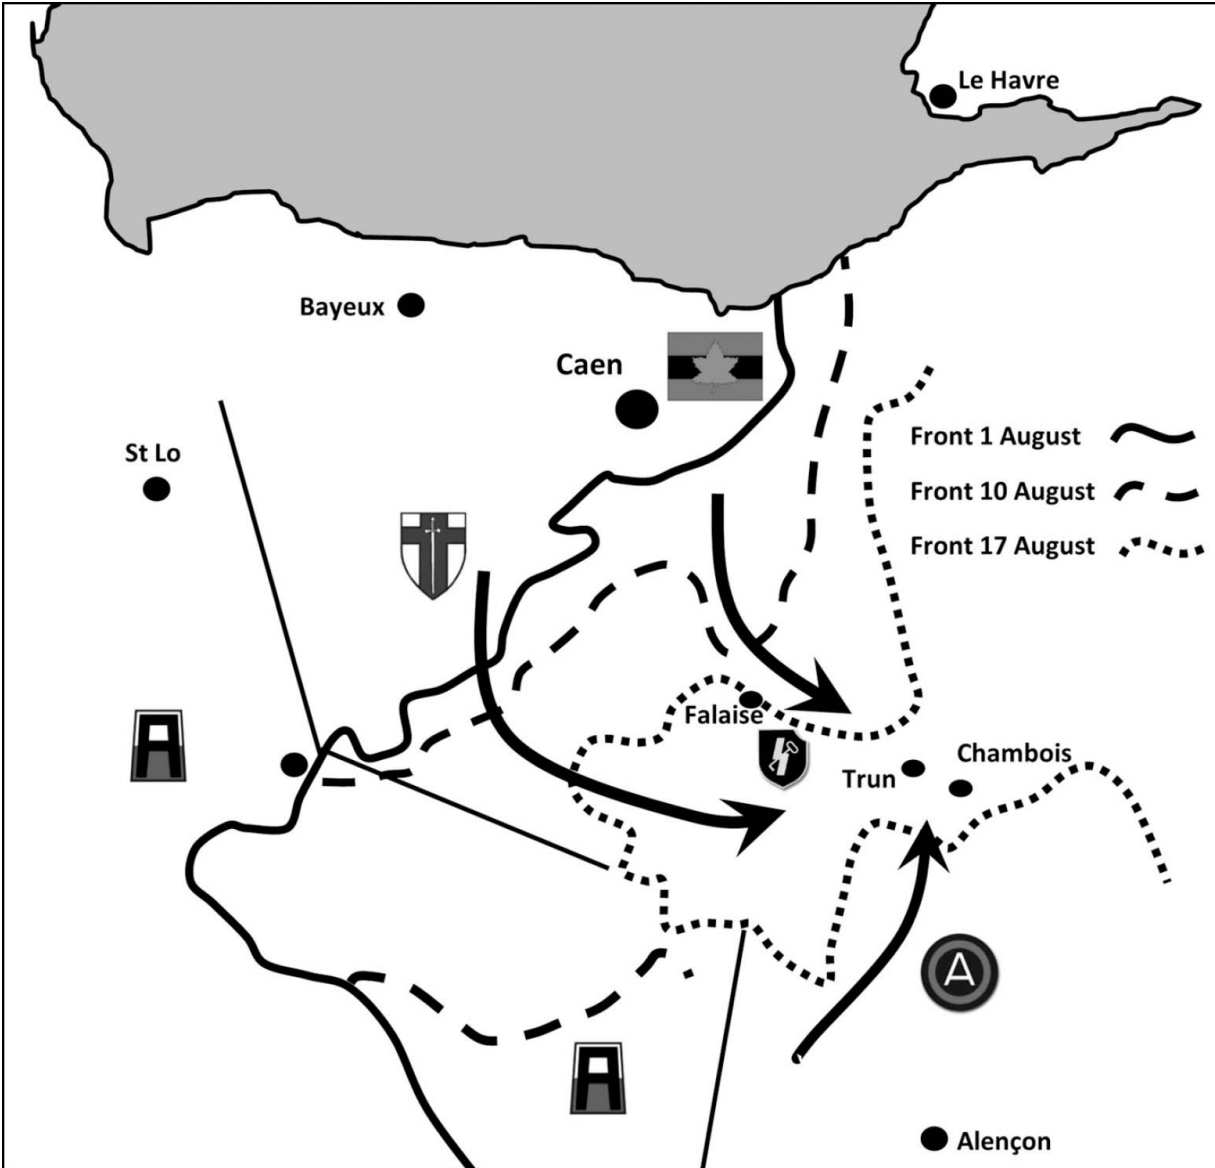 Le Havre
Bayeux
Caen
St Lo
Front 1 August
Front 10 August
Front 17 August
Falaise
Trun
Chambois
A
A
A
Alençon